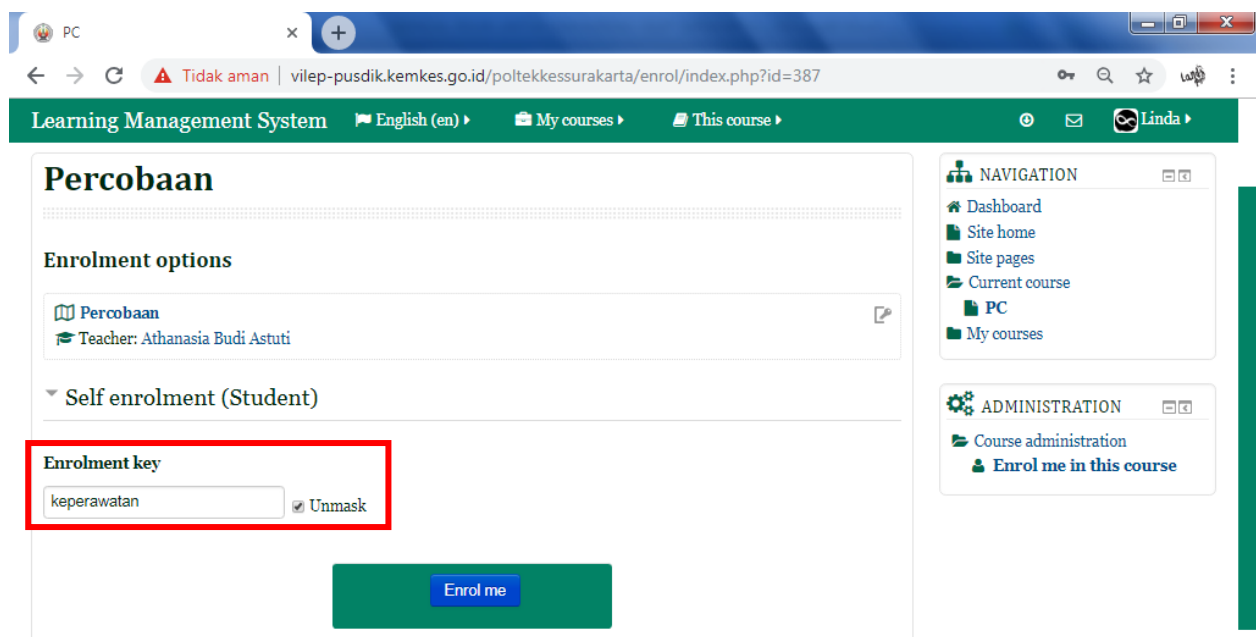 PC
Tidak aman | vilep-pusdik.kemkes.go.id/poltekkessurakarta/enrol/index.php?id=387
Learning Management System English (en) My courses This course Linda
Percobaan
Enrolment options
Percobaan
Teacher: Athanasia Budi Astuti
Self enrolment (Student)
Enrolment key
keperawatan Unmask
Enrol me
NAVIGATION
Dashboard
Site home
Site pages
Current course
PC
My courses
ADMINISTRATION
Course administration
Enrol me in this course